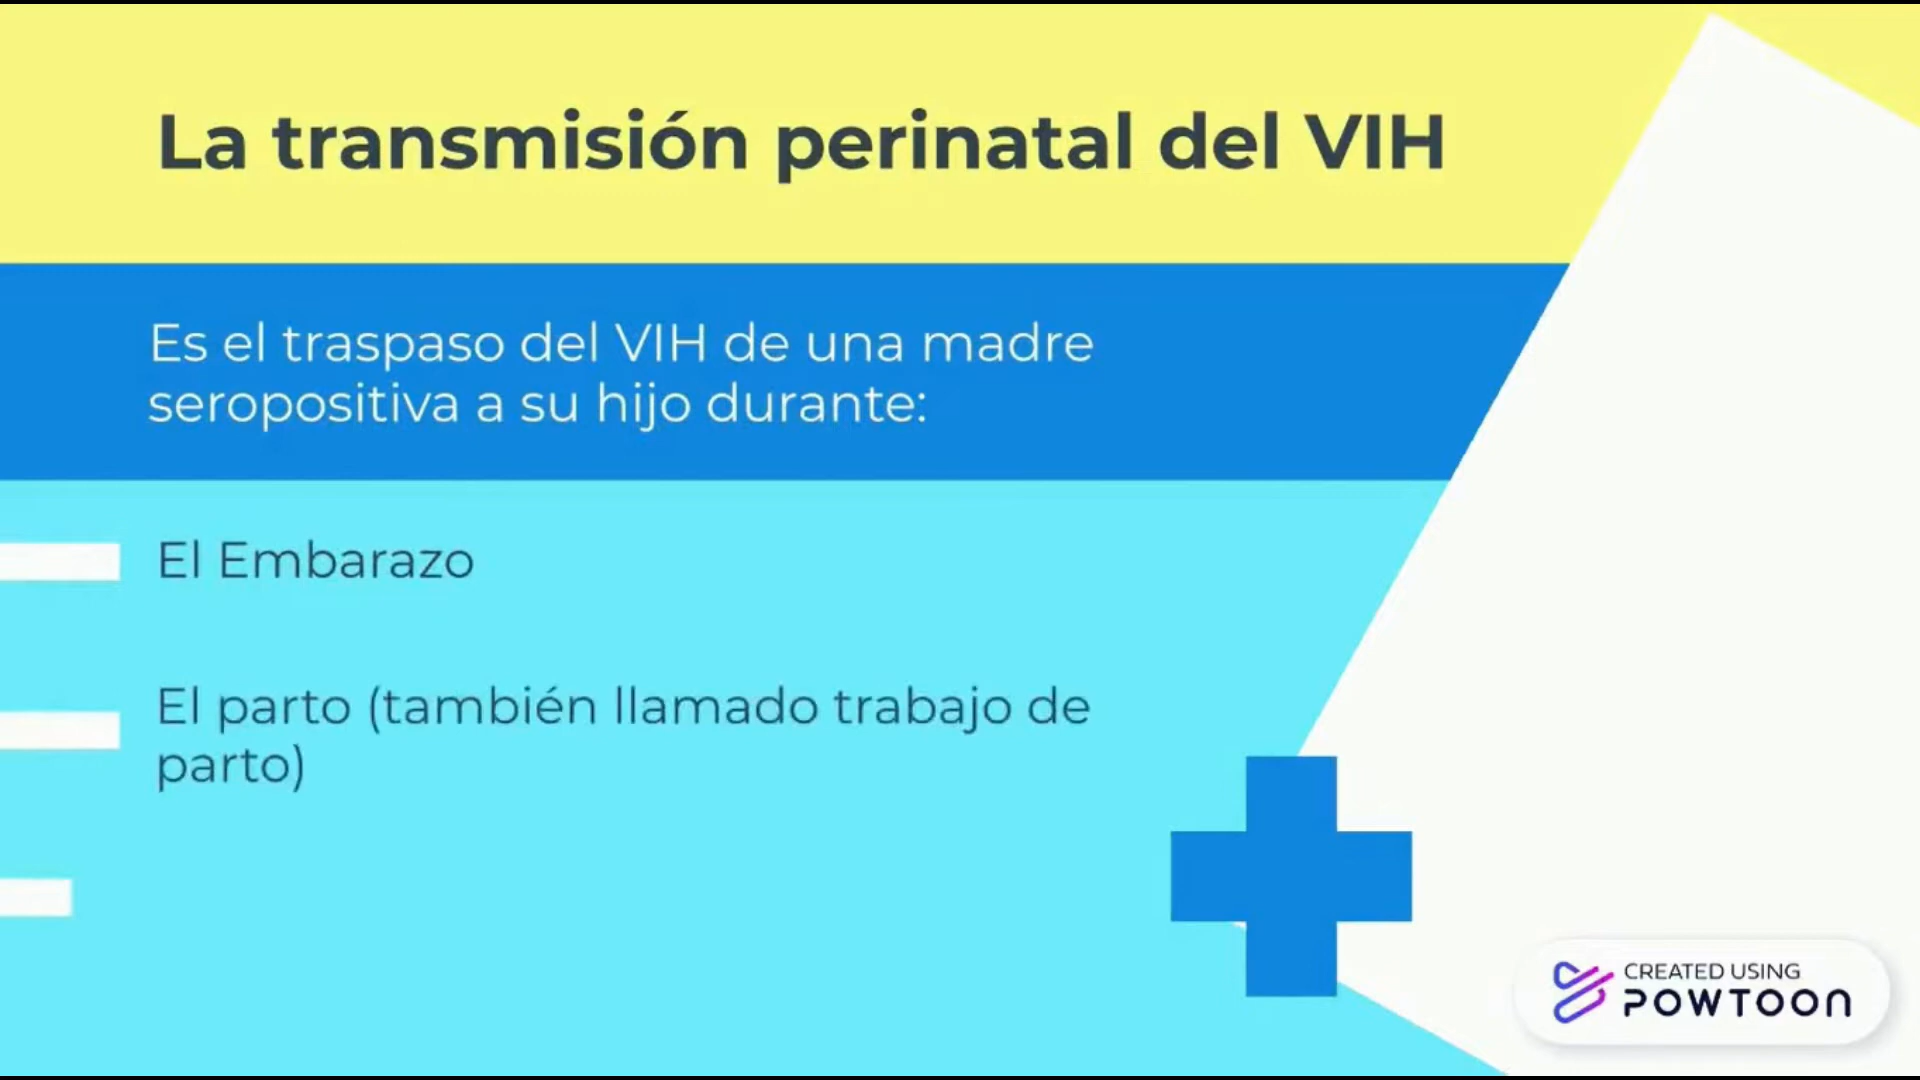 La transmisión perinatal del VIH
Es el traspaso del VIH de una madre
seropositiva a su hijo durante:
El Embarazo
El parto (también llamado trabajo de
parto)
CREATED USING
POWTOON